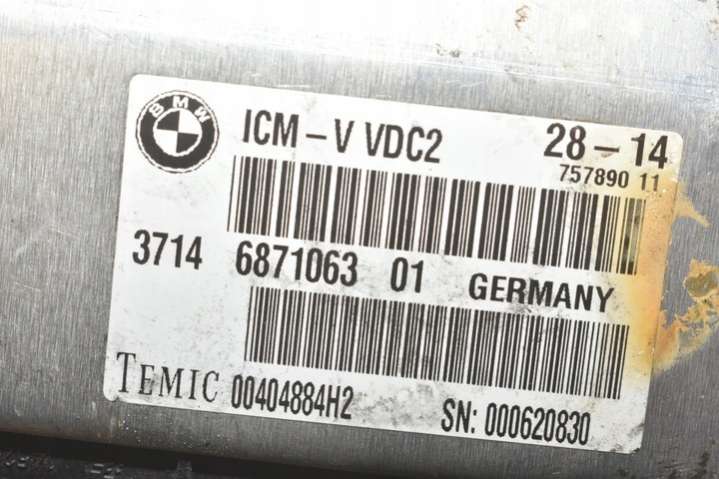 BMW
ICM – V VDC2 28 – 14
757890 11
3714 6871063 01 GERMANY
TEMIC 00404884H2 SN: 000620830